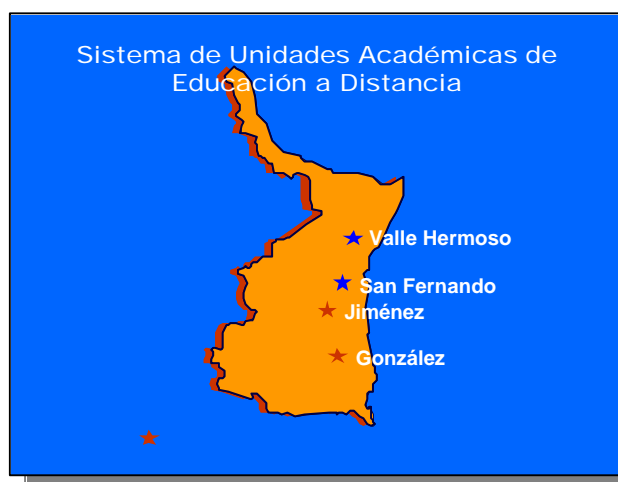 Sistema de Unidades Académicas de
Educación a Distancia
Valle Hermoso
San Fernando
Jiménez
González